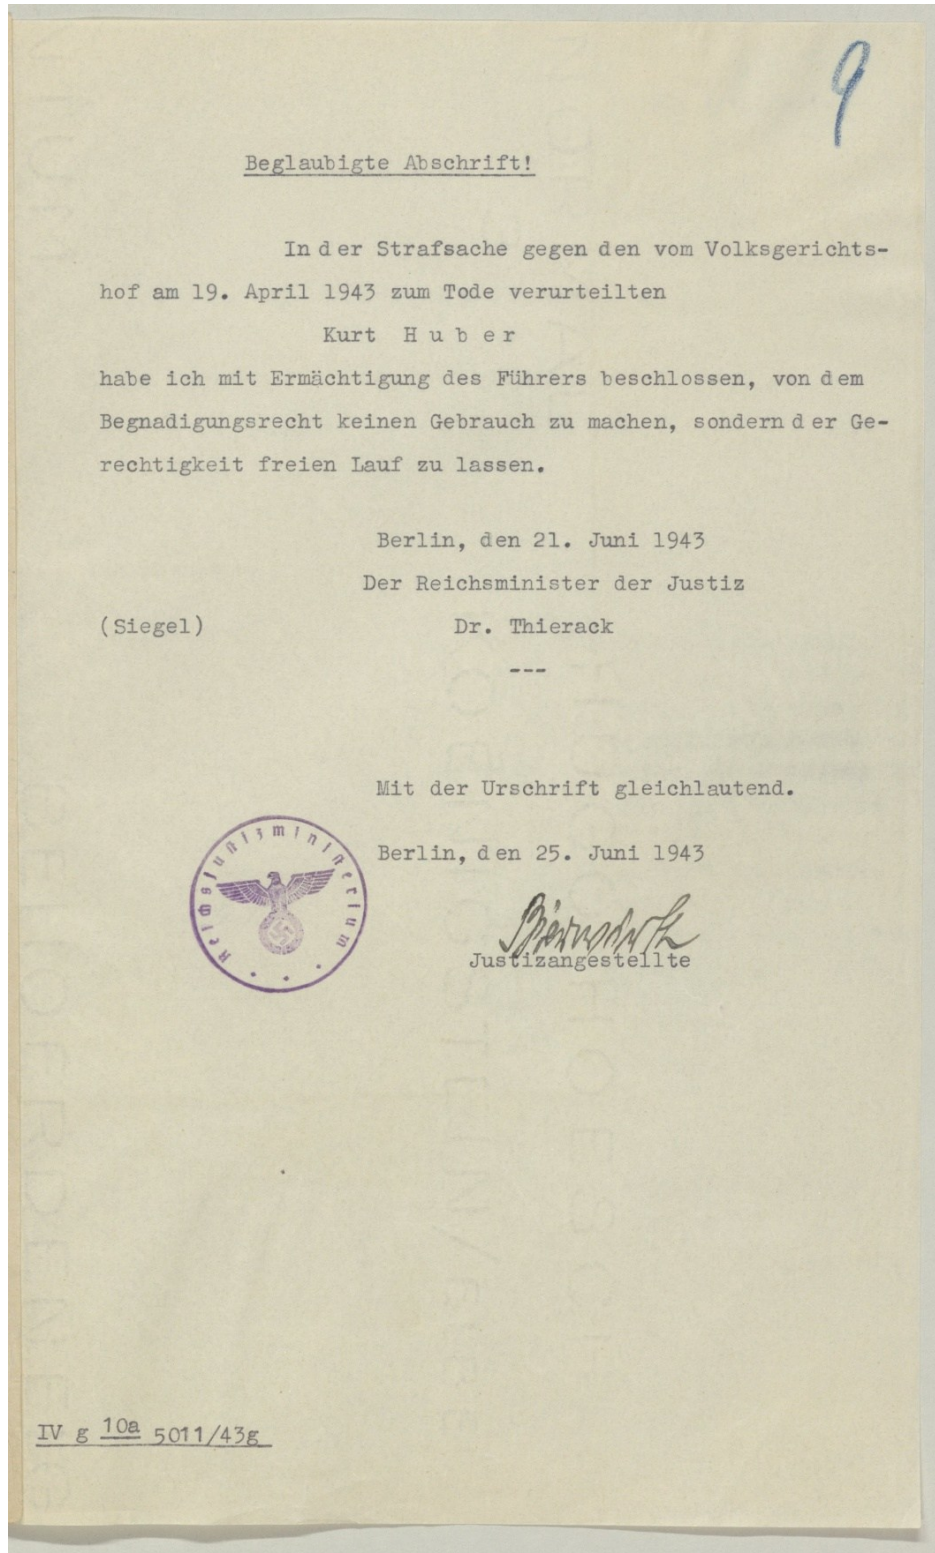 9
Beglaubigte Abschrift!
In der Strafsache gegen den vom Volksgerichts-
hof am 19. April 1943 zum Tode verurteilten
Kurt H u b e r
habe ich mit Ermächtigung des Führers beschlossen, von dem
Begnadigungsrecht keinen Gebrauch zu machen, sondern der Ge-
rechtigkeit freien Lauf zu lassen.
Berlin, den 21. Juni 1943
Der Reichsminister der Justiz
(Siegel) Dr. Thierack
---
Mit der Urschrift gleichlautend.
Reichsjustizministerium
Berlin, den 25. Juni 1943
Justizangestellte
IV g 10a 5011/43g